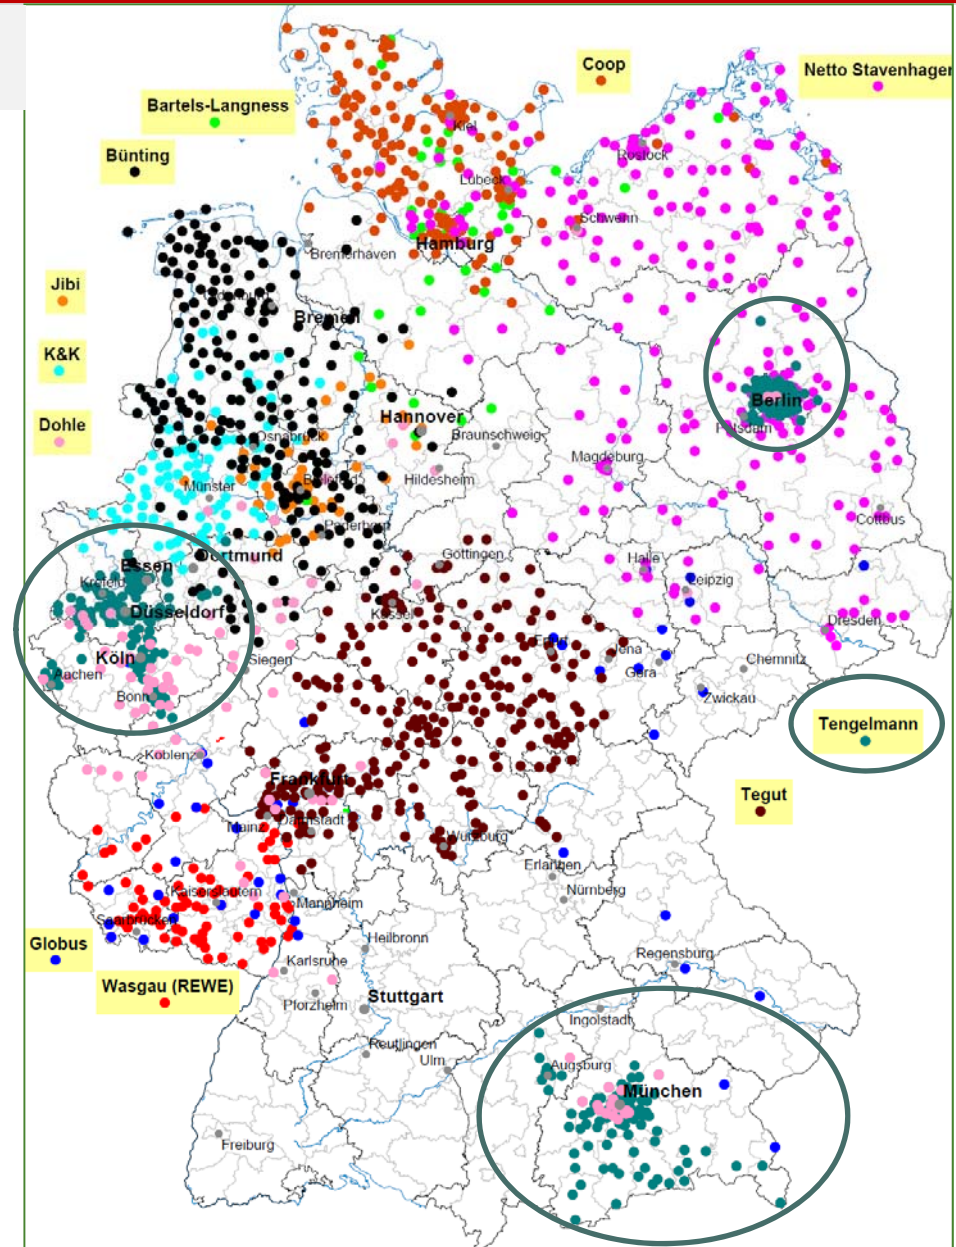 Coop
Netto Stavenhagen
Bartels-Langness
Kiel
Bünting
Rostock
Lübeck
Schwerin
Hamburg
Bremerhaven
Jibi
Oldenburg
Bremen
K&K
Berlin
Dohle
Hannover
Potsdam
Osnabrück
Braunschweig
Magdeburg
Bielefeld
Hildesheim
Münster
Cottbus
Paderborn
Dortmund
Göttingen
Halle
Essen
Leipzig
Krefeld
Düsseldorf
Kassel
Dresden
Erfurt
Jena
Köln
Siegen
Chemnitz
Gera
Aachen
Bonn
Zwickau
Tengelmann
Koblenz
Frankfurt
Tegut
Mainz
Darmstadt
Würzburg
Erlangen
Kaiserslautern
Nürnberg
Mannheim
Saarbrücken
Globus
Heilbronn
Regensburg
Karlsruhe
Wasgau (REWE)
Stuttgart
Pforzheim
Ingolstadt
Reutlingen
Ulm
Augsburg
München
Freiburg